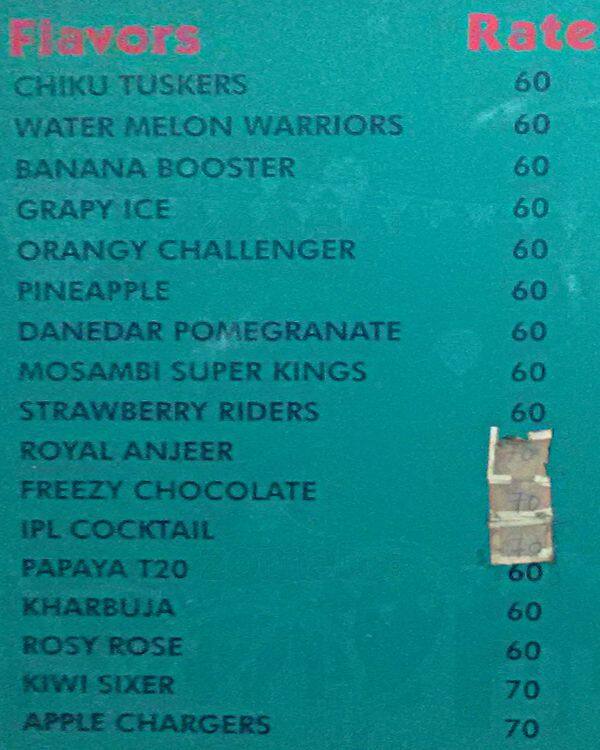 Flavors Rate
CHIKU TUSKERS 60
WATER MELON WARRIORS 60
BANANA BOOSTER 60
GRAPY ICE 60
ORANGY CHALLENGER 60
PINEAPPLE 60
DANEDAR POMEGRANATE 60
MOSAMBI SUPER KINGS 60
STRAWBERRY RIDERS 60
ROYAL ANJEER 70
FREEZY CHOCOLATE 70
IPL COCKTAIL 70
PAPAYA T20 60
KHARBUJA 60
ROSY ROSE 60
KIWI SIXER 70
APPLE CHARGERS 70